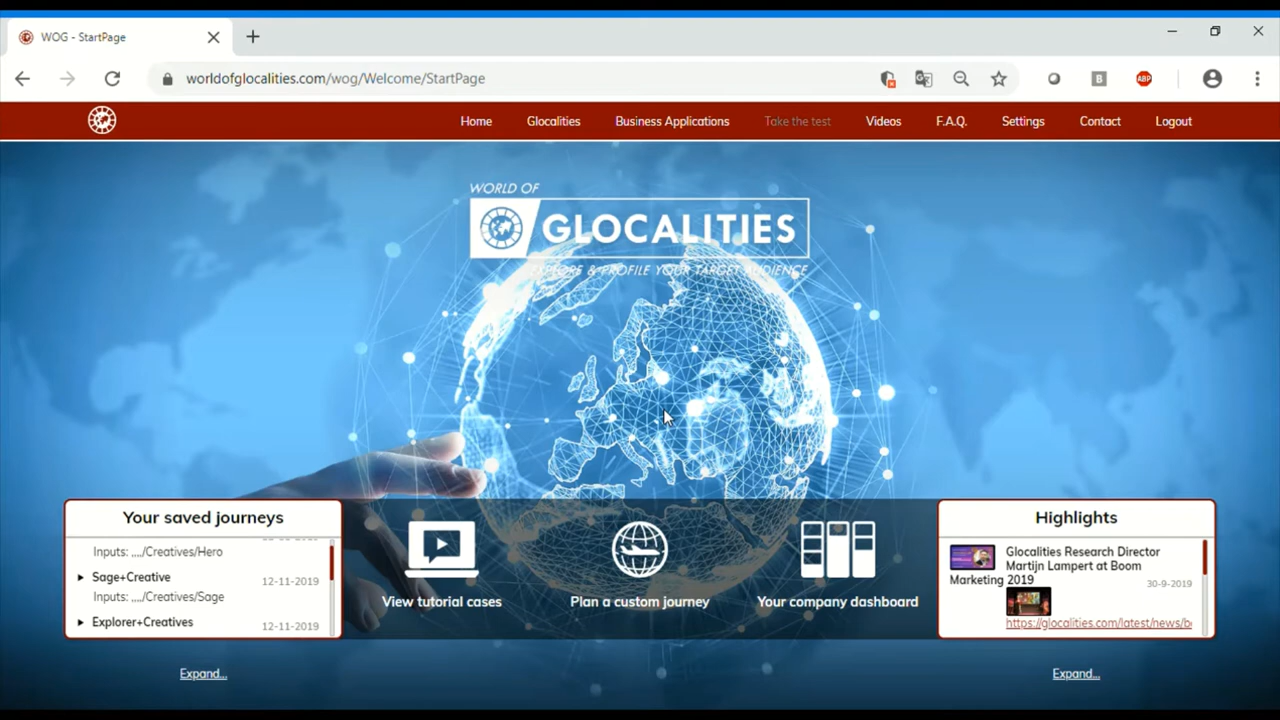 WOG - StartPage
worldofglocalities.com/wog/Welcome/StartPage
ABP
Home Glocalities Business Applications Take the test Videos F.A.Q. Settings Contact Logout
WORLD OF
GLOCALITIES
EXPLORE & PROFILE YOUR TARGET AUDIENCE
Your saved journeys
Inputs: ,,,,/Creatives/Hero
Sage+Creative
12-11-2019
Inputs: ,,,,/Creatives/Sage
Explorer+Creatives
12-11-2019
Expand...
View tutorial cases
Plan a custom journey
Your company dashboard
Highlights
Glocalities Research Director
Martijn Lampert at Boom
Marketing 2019
30-9-2019
https://glocalities.com/latest/news/b
Expand...